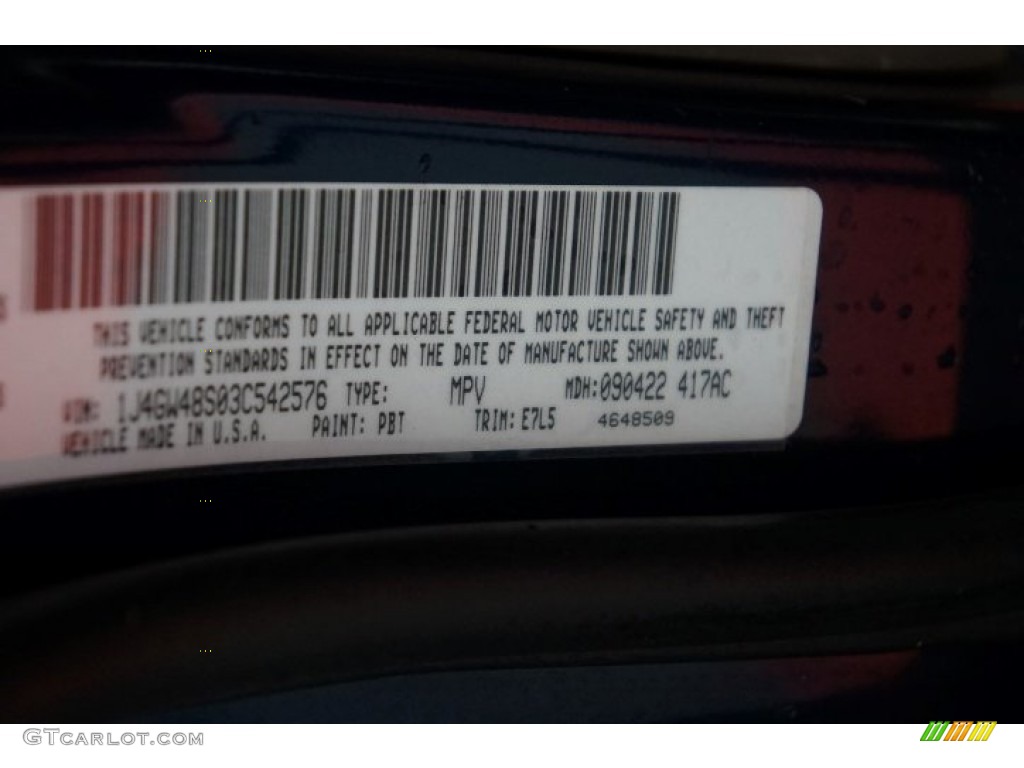 THIS VEHICLE CONFORMS TO ALL APPLICABLE FEDERAL MOTOR VEHICLE SAFETY AND THEFT
PREVENTION STANDARDS IN EFFECT ON THE DATE OF MANUFACTURE SHOWN ABOVE.
VIN: 1J4GW48S03C542576 TYPE: MPV MDH:090422 417AC
VEHICLE MADE IN U.S.A. PAINT: PBT TRIM: E7L5 4648509
GTCARLOT.COM